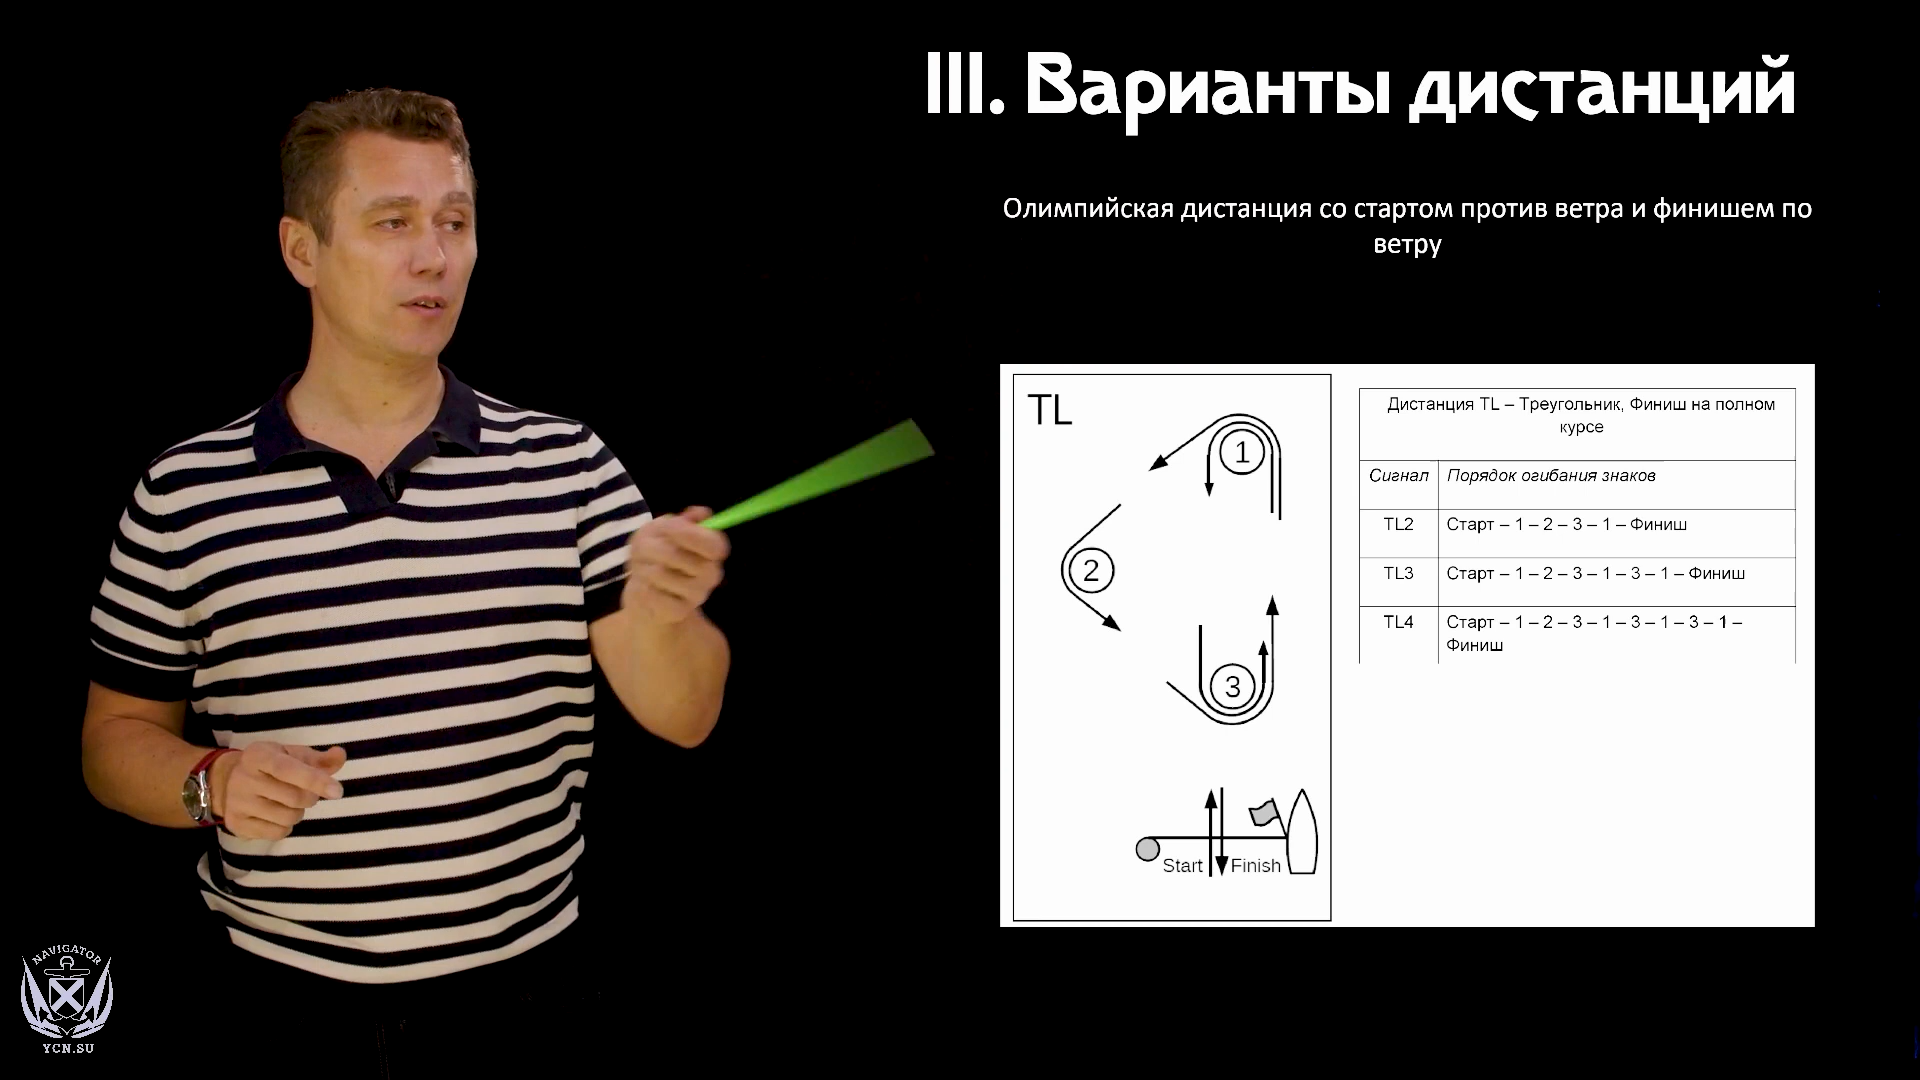 III. Варианты дистанций
Олимпийская дистанция со стартом против ветра и финишем по
ветру
TL
1
2
3
Start
Finish
Дистанция TL – Треугольник, Финиш на полном
курсе
Сигнал Порядок огибания знаков
TL2 Старт – 1 – 2 – 3 – 1 – Финиш
TL3 Старт – 1 – 2 – 3 – 1 – 3 – 1 – Финиш
TL4 Старт – 1 – 2 – 3 – 1 – 3 – 1 – 3 – 1 –
Финиш
NAVIGATOR
YCN.SU